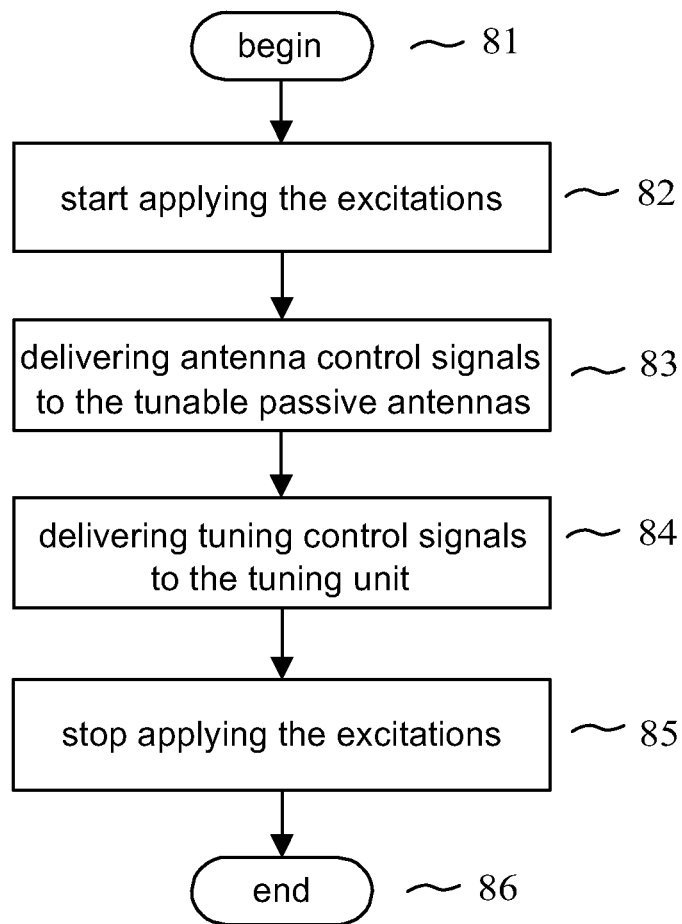 begin 81
start applying the excitations 82
delivering antenna control signals
to the tunable passive antennas 83
delivering tuning control signals
to the tuning unit 84
stop applying the excitations 85
end 86